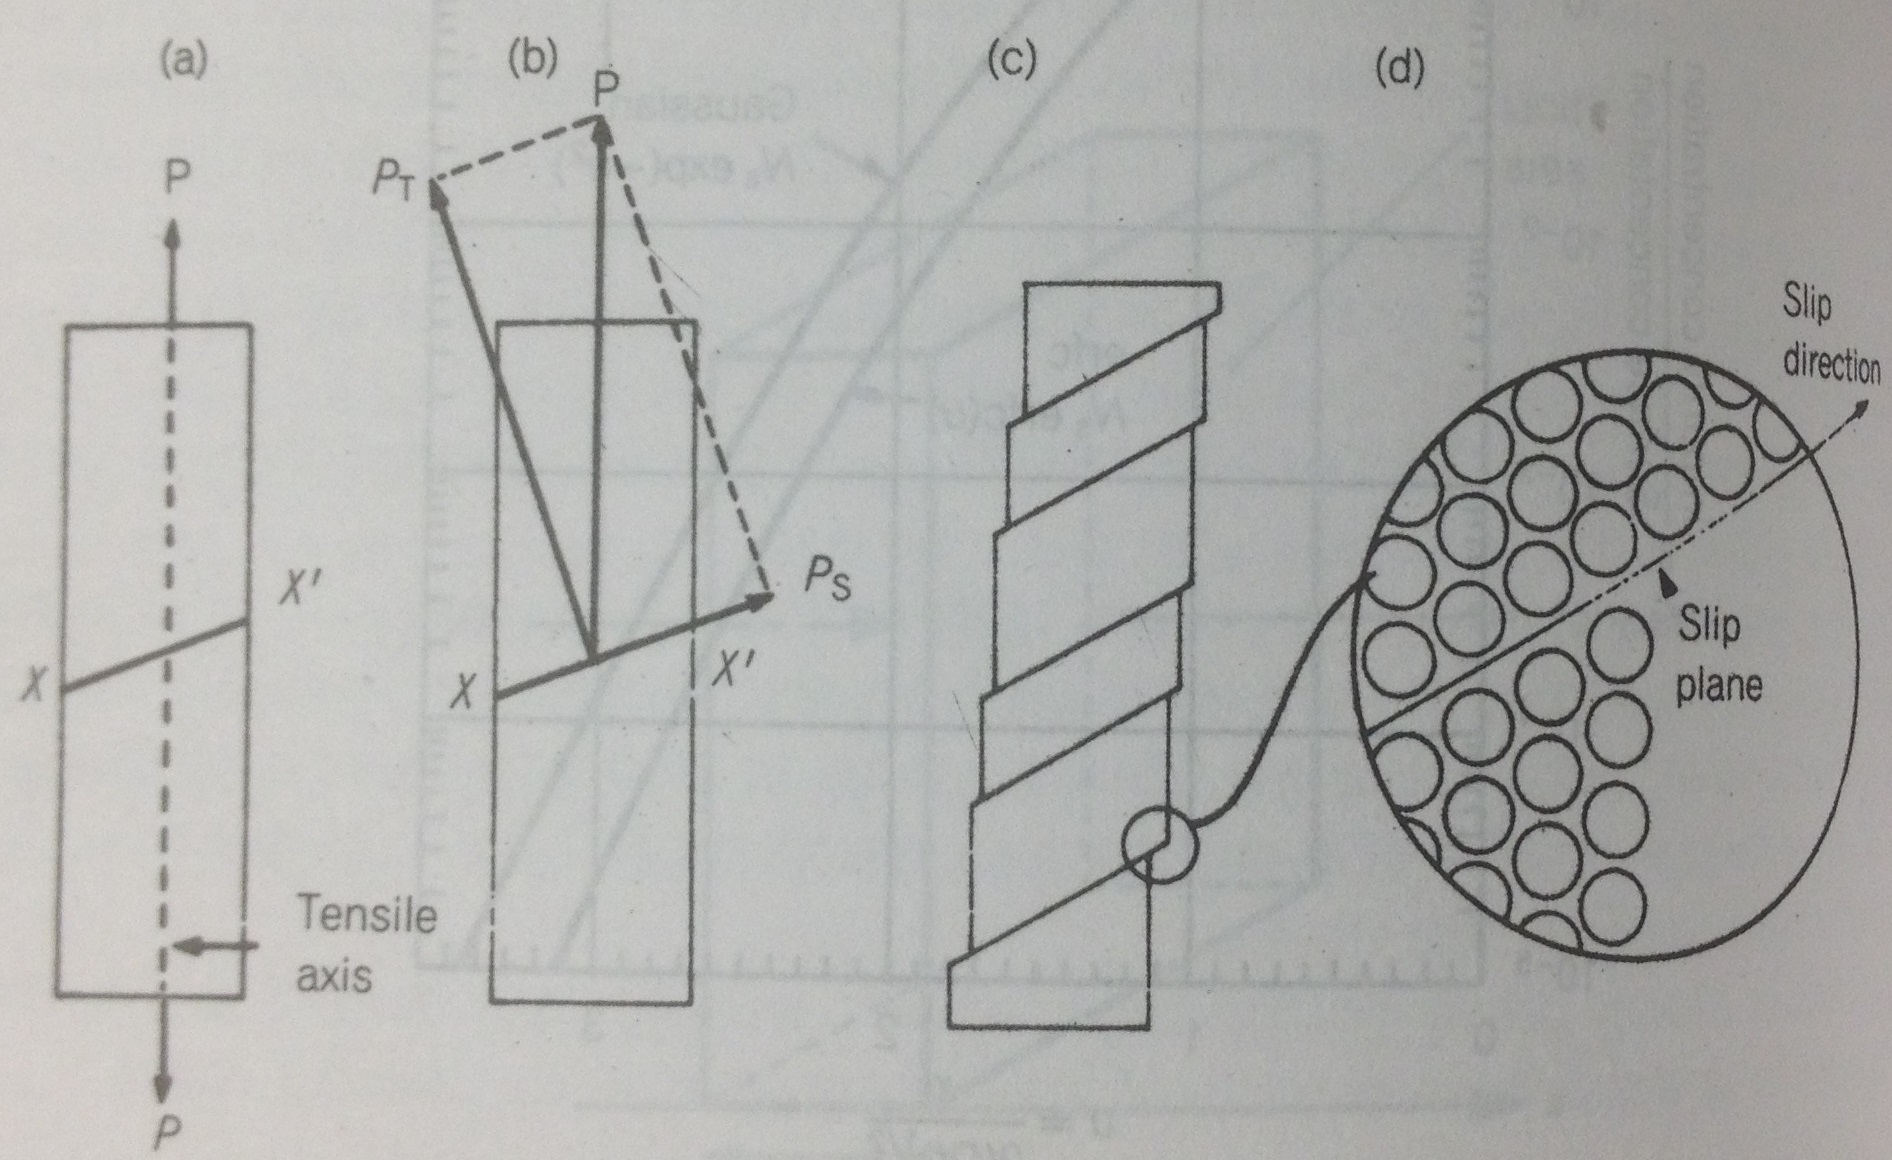 (a)
P
X
X'
Tensile
axis
P
(b)
P
P_T
X
X'
P_S
(c)
(d)
Slip
direction
Slip
plane